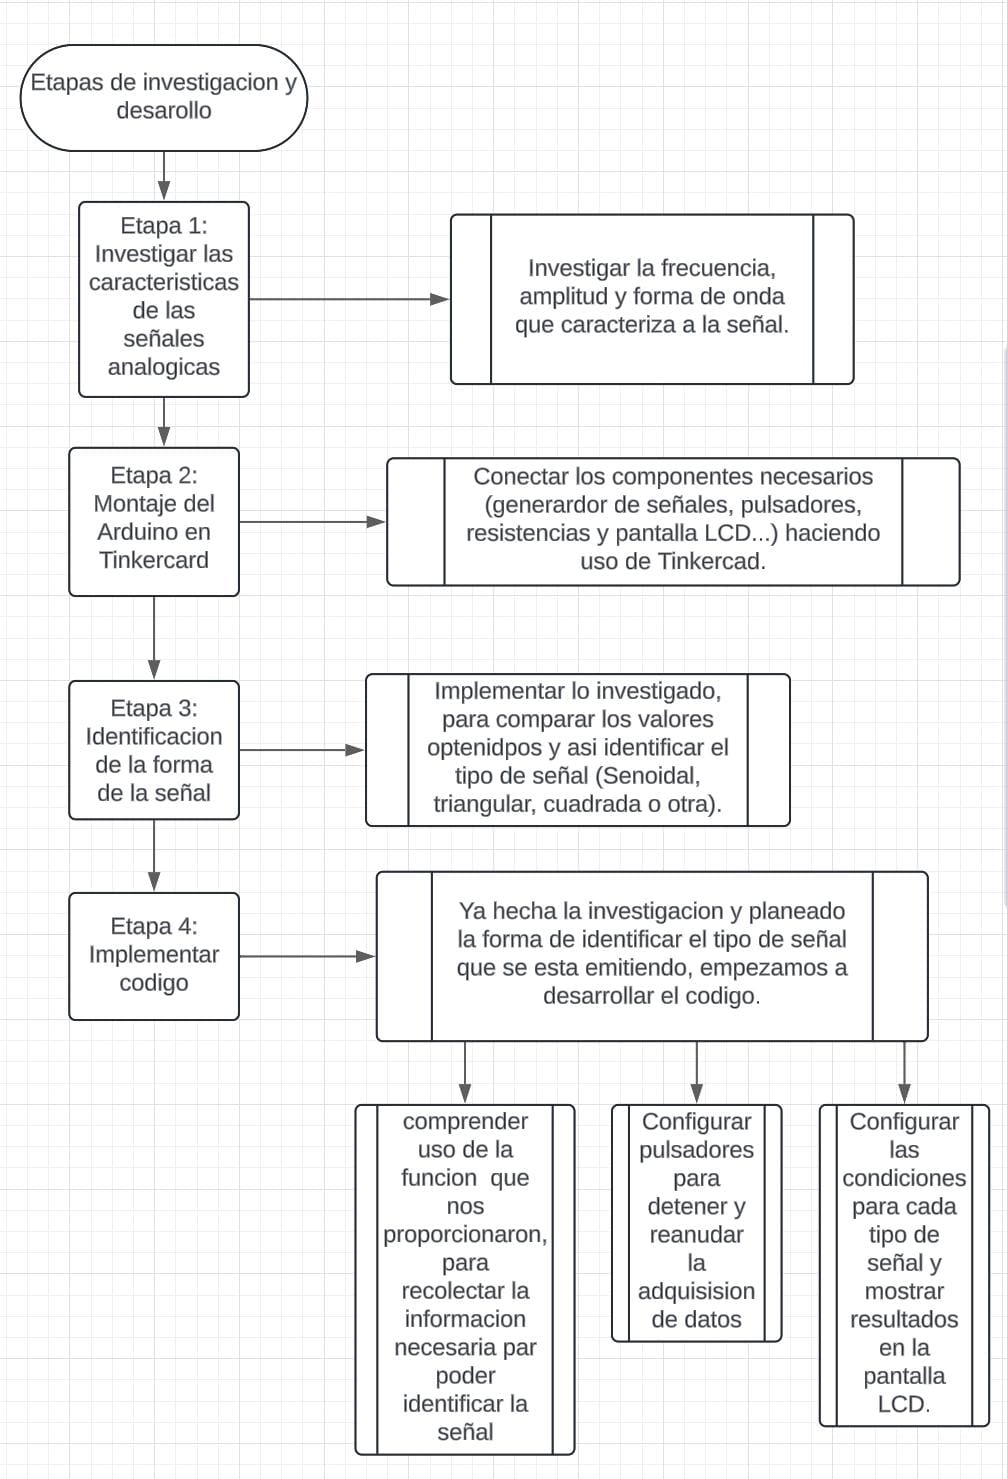 Etapas de investigacion y
desarollo
Etapa 1:
Investigar las
caracteristicas
de las
señales
analogicas
Investigar la frecuencia,
amplitud y forma de onda
que caracteriza a la señal.
Etapa 2:
Montaje del
Arduino en
Tinkercard
Conectar los componentes necesarios
(generardor de señales, pulsadores,
resistencias y pantalla LCD...) haciendo
uso de Tinkercad.
Etapa 3:
Identificacion
de la forma
de la señal
Implementar lo investigado,
para comparar los valores
optenidpos y asi identificar el
tipo de señal (Senoidal,
triangular, cuadrada o otra).
Etapa 4:
Implementar
codigo
Ya hecha la investigacion y planeado
la forma de identificar el tipo de señal
que se esta emitiendo, empezamos a
desarrollar el codigo.
comprender
uso de la
funcion  que
nos
proporcionaron,
para
recolectar la
informacion
necesaria par
poder
identificar la
señal
Configurar
pulsadores
para
detener y
reanudar
la
adquisision
de datos
Configurar
las
condiciones
para cada
tipo de
señal y
mostrar
resultados
en la
pantalla
LCD.